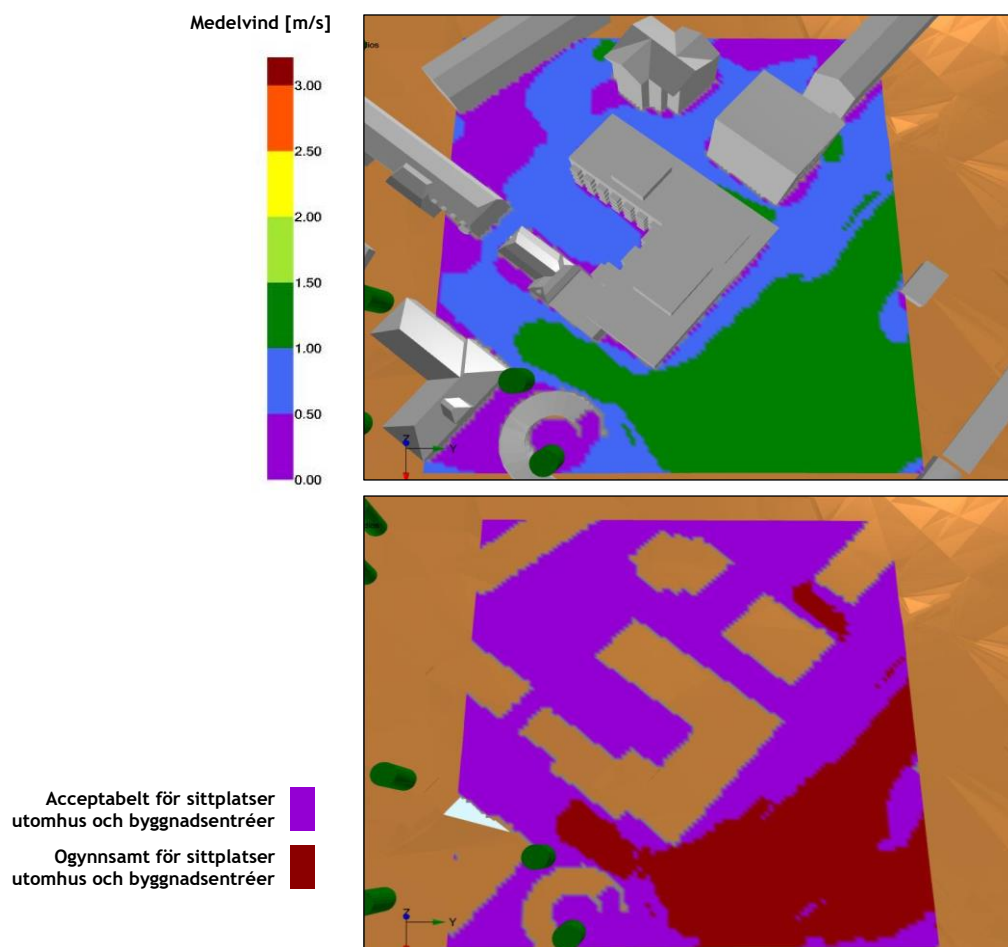 Medelvind [m/s]
3.00
2.50
2.00
1.50
1.00
0.50
0.00
Z
Y
Acceptabelt för sittplatser
utomhus och byggnadsentréer
Ogynnsamt för sittplatser
utomhus och byggnadsentréer
Z
Y